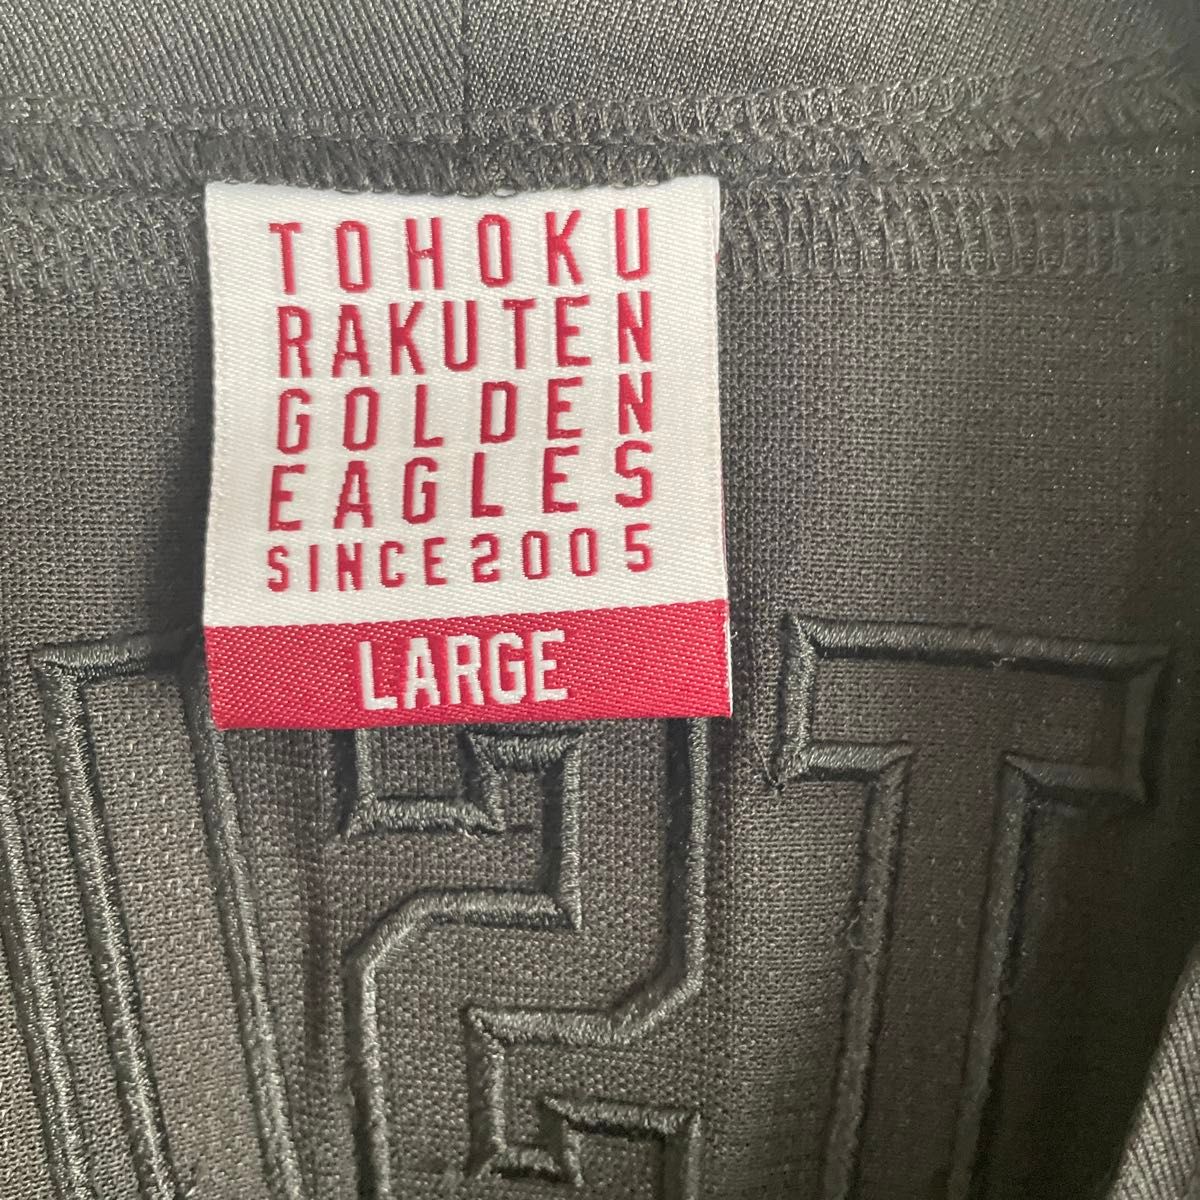 TOHOKU
RAKUTEN
GOLDEN
EAGLES
SINCE2005
LARGE